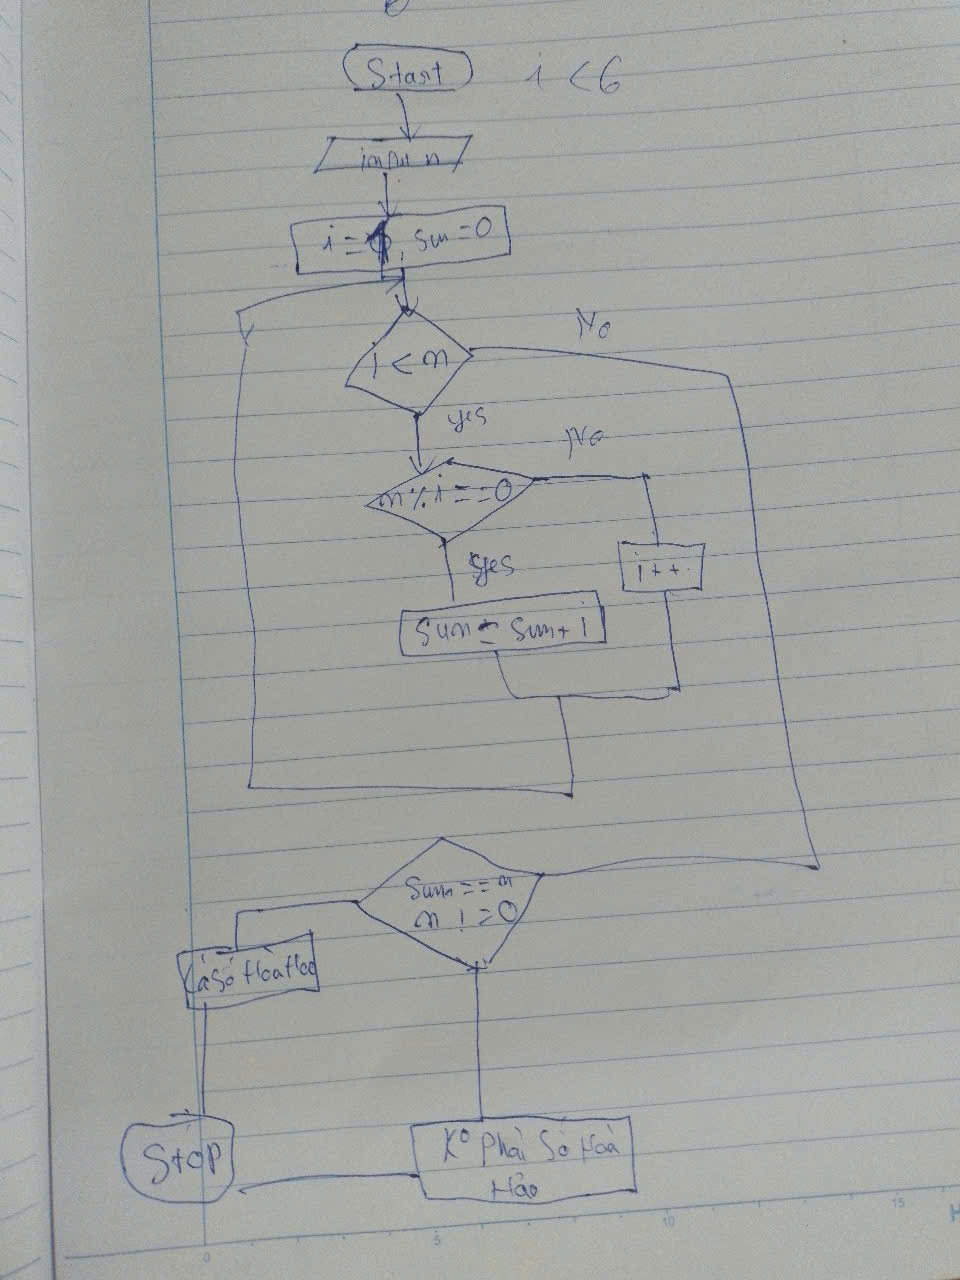 Start
i < 6
input n
i = 1, Sum = 0
i < n
No
yes
No
n % i == 0
yes
i++
Sum = Sum + i
Sum == n
n != 0
Là Số Hoàn Hảo
Stop
Ko phải Số Hoàn
Hảo
0
5
10
15
H